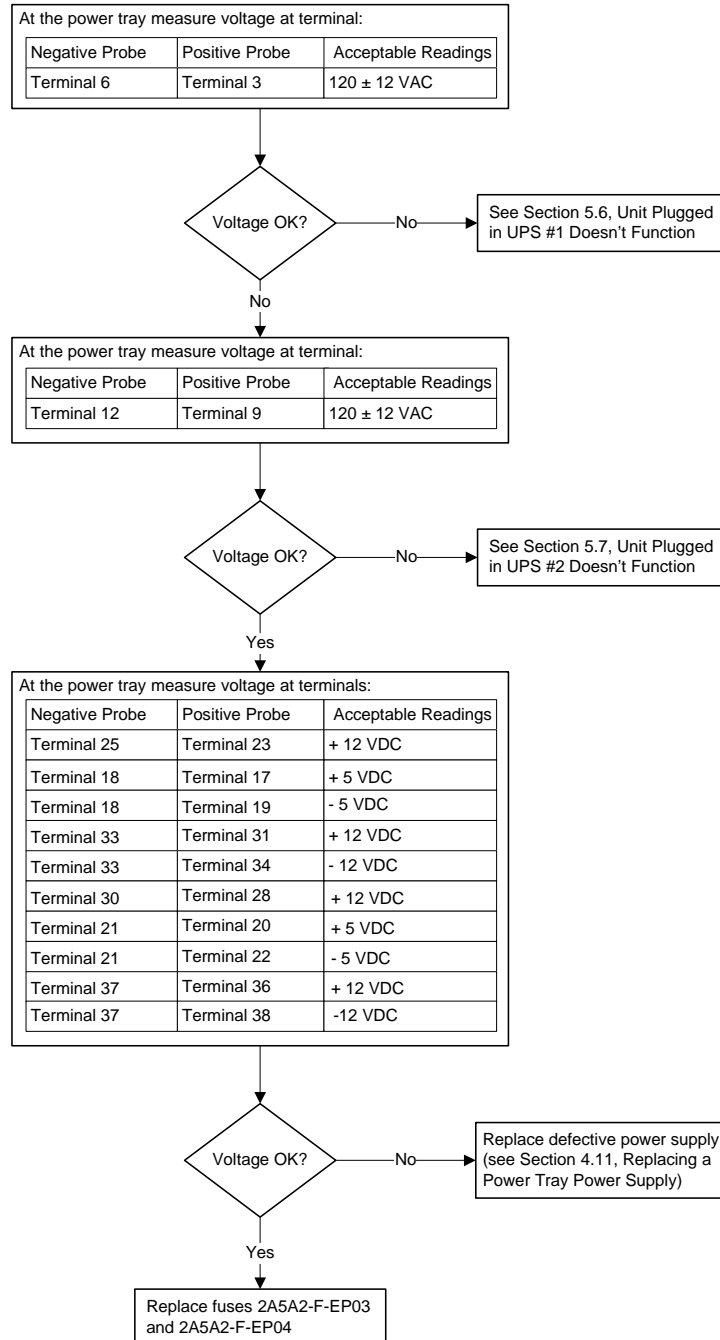 At the power tray measure voltage at terminal:
Negative Probe Positive Probe Acceptable Readings
Terminal 6 Terminal 3 120 ± 12 VAC
Voltage OK?
No
See Section 5.6, Unit Plugged
in UPS #1 Doesn't Function
No
At the power tray measure voltage at terminal:
Negative Probe Positive Probe Acceptable Readings
Terminal 12 Terminal 9 120 ± 12 VAC
Voltage OK?
No
See Section 5.7, Unit Plugged
in UPS #2 Doesn't Function
Yes
At the power tray measure voltage at terminals:
Negative Probe Positive Probe Acceptable Readings
Terminal 25 Terminal 23 + 12 VDC
Terminal 18 Terminal 17 + 5 VDC
Terminal 18 Terminal 19 - 5 VDC
Terminal 33 Terminal 31 + 12 VDC
Terminal 33 Terminal 34 - 12 VDC
Terminal 30 Terminal 28 + 12 VDC
Terminal 21 Terminal 20 + 5 VDC
Terminal 21 Terminal 22 - 5 VDC
Terminal 37 Terminal 36 + 12 VDC
Terminal 37 Terminal 38 -12 VDC
Voltage OK?
No
Replace defective power supply
(see Section 4.11, Replacing a
Power Tray Power Supply)
Yes
Replace fuses 2A5A2-F-EP03
and 2A5A2-F-EP04